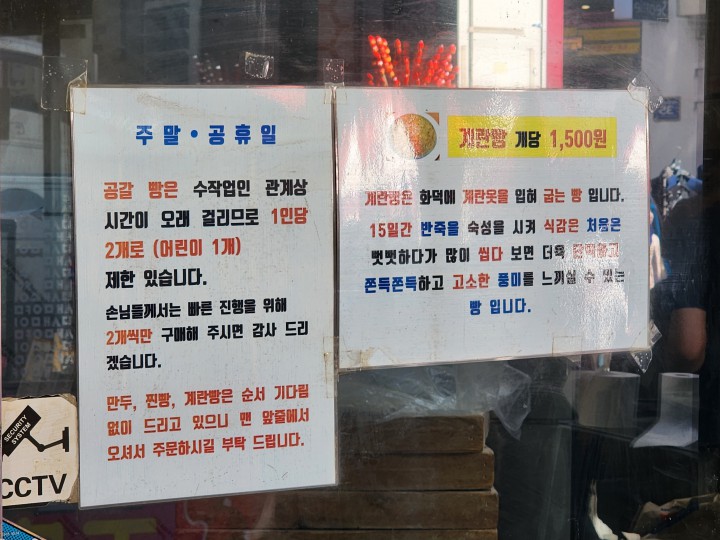 주말•공휴일
공갈 빵은 수작업인 관계상
시간이 오래 걸리므로 1인당
2개로 (어린이 1개)
제한 있습니다.
손님들께서는 빠른 진행을 위해
2개씩만 구매해 주시면 감사 드리
겠습니다.
만두, 찐빵, 계란빵은 순서 기다림
없이 드리고 있으니 맨 앞줄에서
오셔서 주문하시길 부탁 드립니다.
계란빵 개당 1,500원
계란빵은 화덕에 계란옷을 입혀 굽는 빵 입니다.
15일간 반죽을 숙성을 시켜 식감은 처음은
뻣뻣하다가 많이 씹다 보면 더욱 담백하고
쫀득쫀득하고 고소한 풍미를 느끼실 수 있는
빵 입니다.
SECURITY
SYSTEM
CCTV